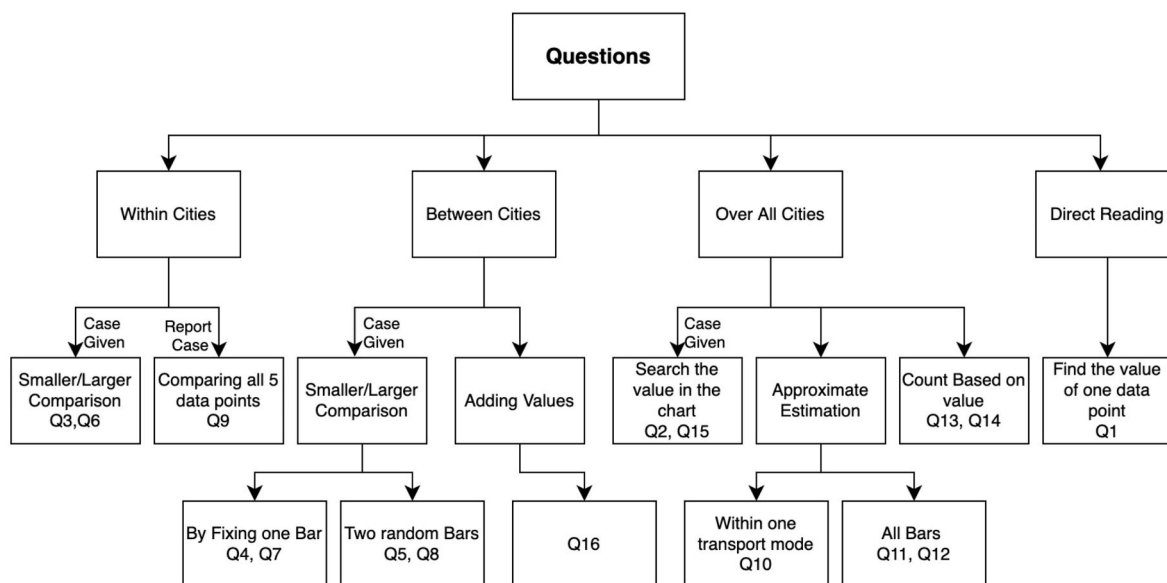 Questions
Within Cities
Between Cities
Over All Cities
Direct Reading
Case
Given
Report
Case
Case
Given
Case
Given
Smaller/Larger
Comparison
Q3,Q6
Comparing all 5
data points
Q9
Smaller/Larger
Comparison
Adding Values
Search the
value in the
chart
Q2, Q15
Approximate
Estimation
Count Based on
value
Q13, Q14
Find the value
of one data
point
Q1
By Fixing one Bar
Q4, Q7
Two random Bars
Q5, Q8
Q16
Within one
transport mode
Q10
All Bars
Q11, Q12